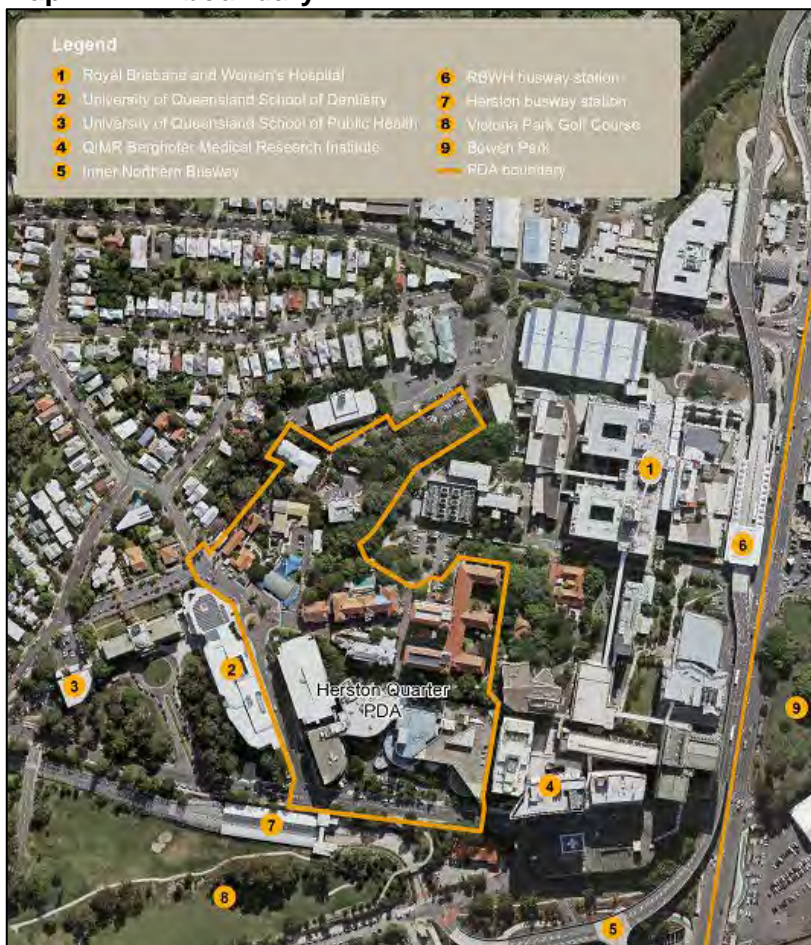 Legend
1 Royal Brisbane and Women's Hospital
2 University of Queensland School of Dentistry
3 University of Queensland School of Public Health
4 QIMR Berghofer Medical Research Institute
5 Inner Northern Busway
6 RBWH busway station
7 Herston busway station
8 Victoria Park Golf Course
9 Bowen Park
PDA boundary
1
6
2
3
9
Herston Quarter
PDA
4
7
8
5